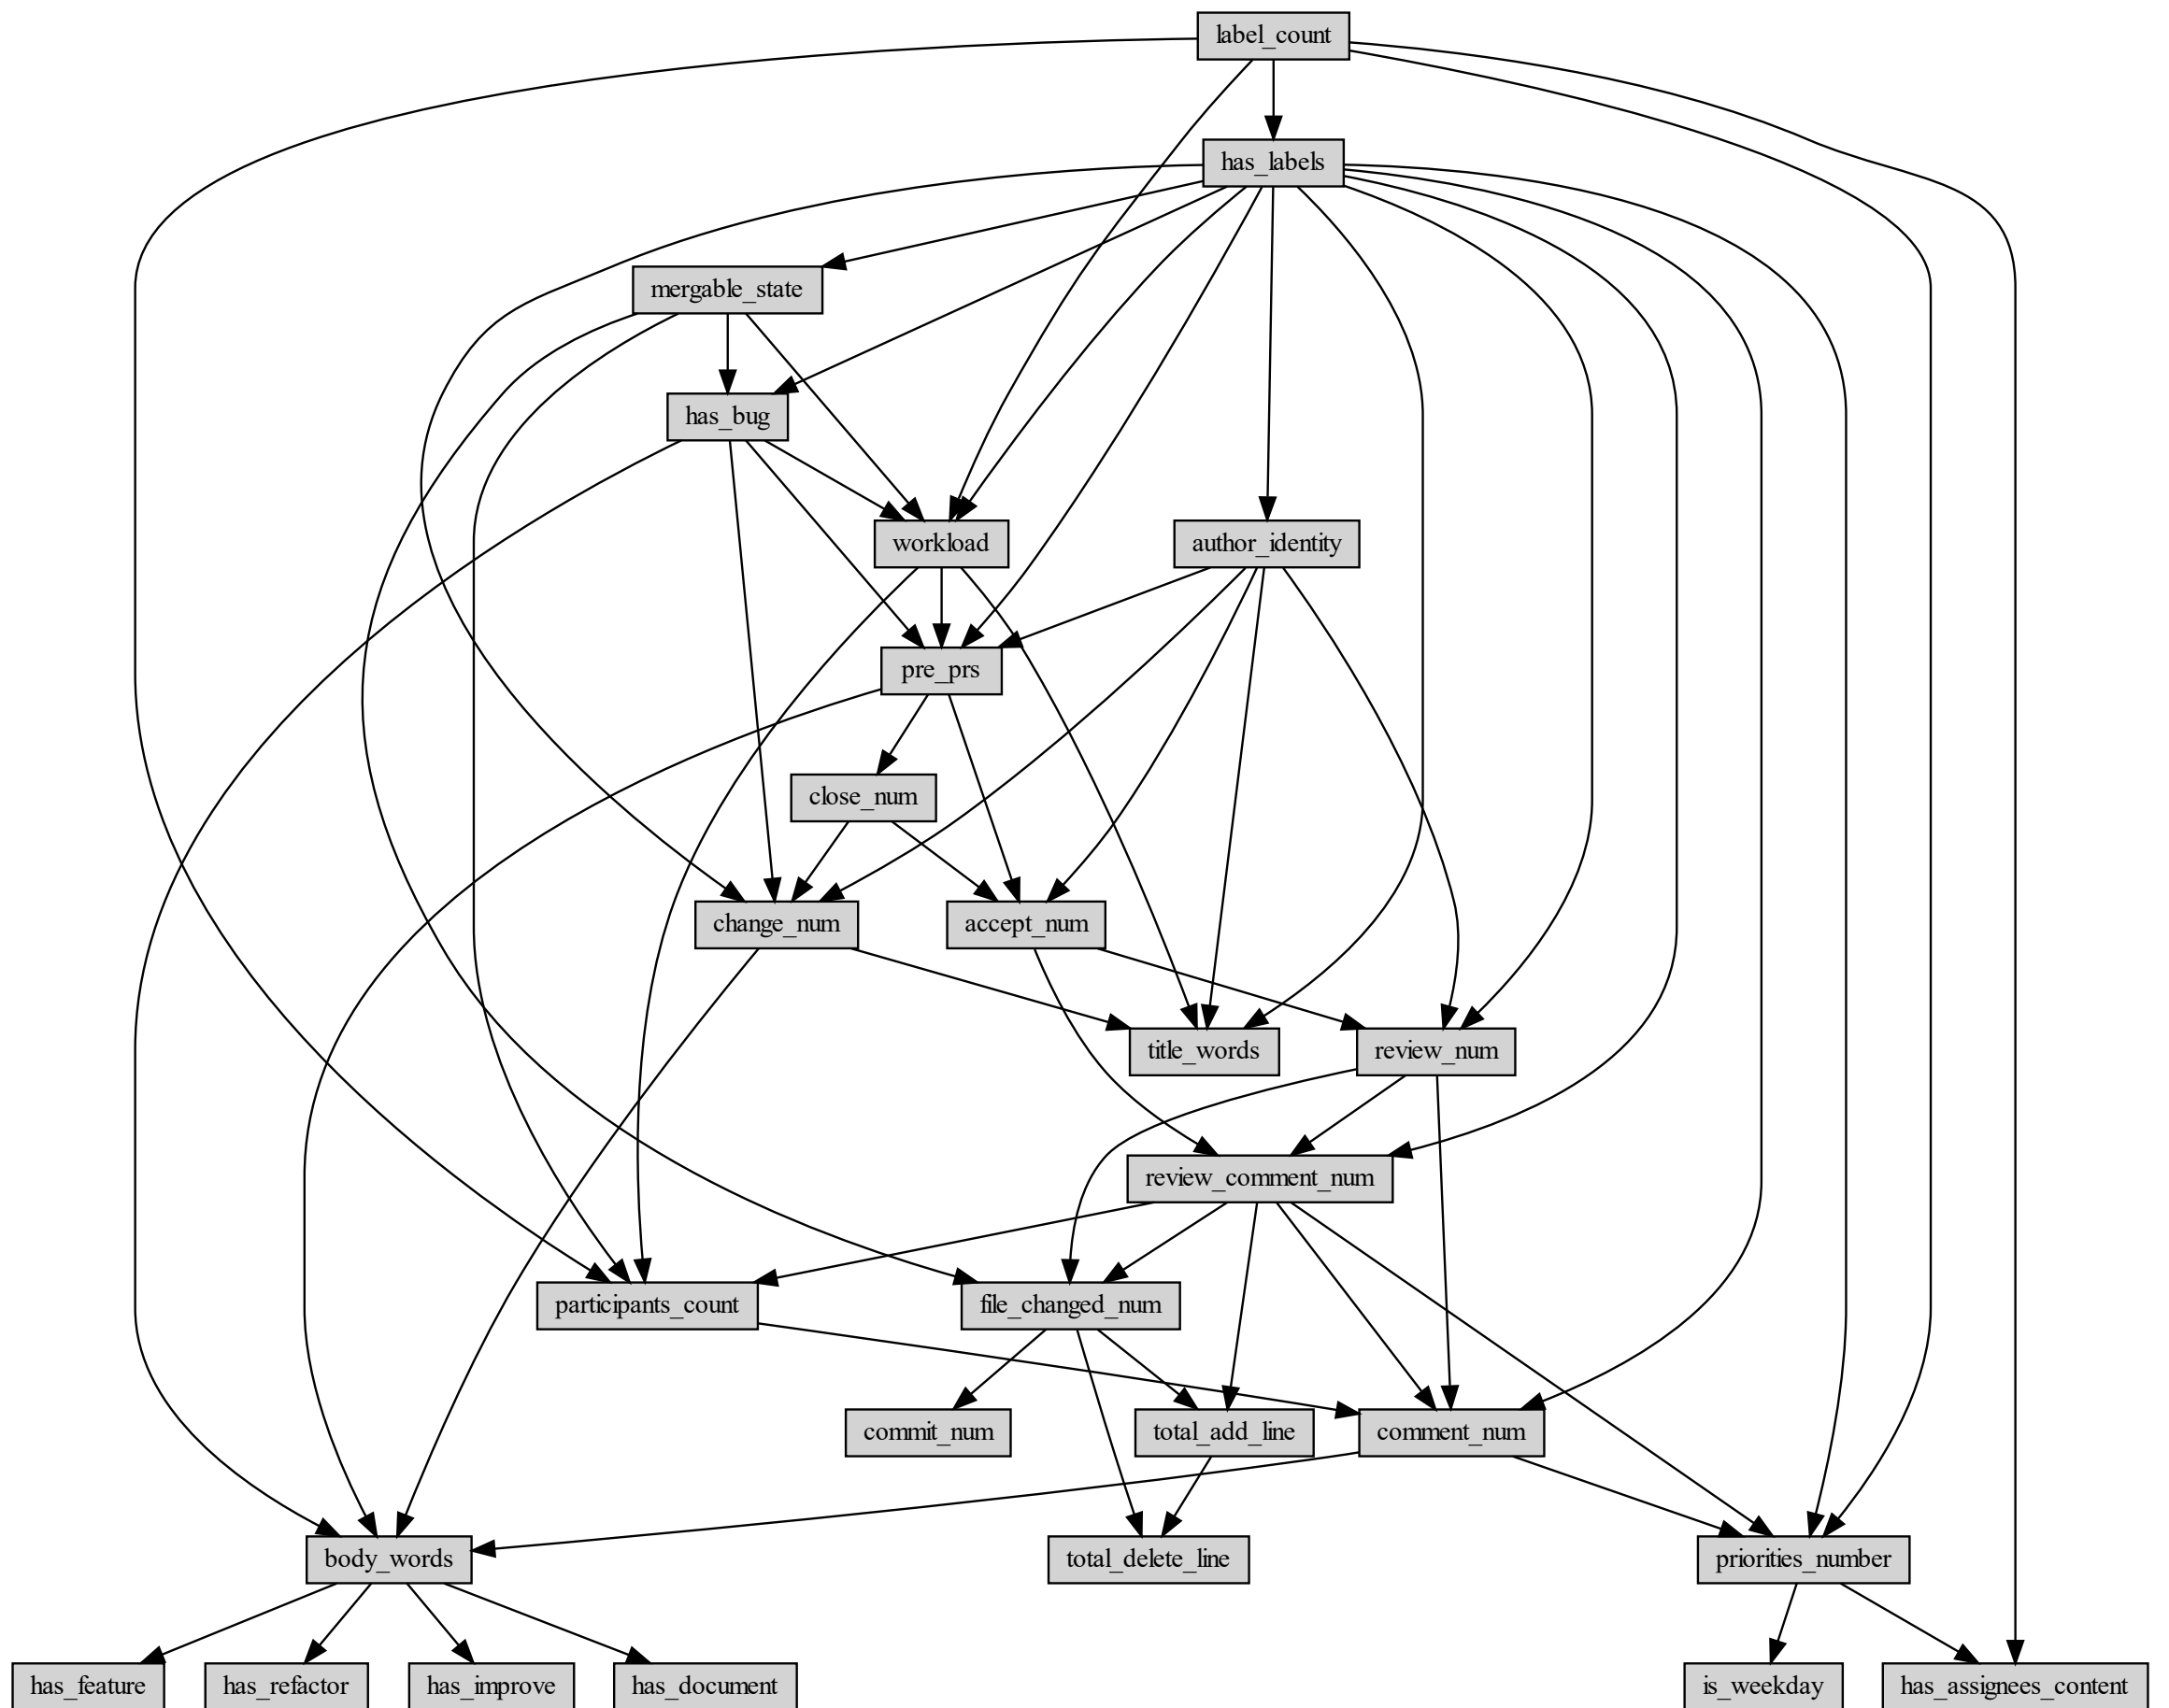 label_count
has_labels
mergable_state
has_bug
workload
author_identity
pre_prs
close_num
change_num
accept_num
title_words
review_num
review_comment_num
participants_count
file_changed_num
commit_num
total_add_line
comment_num
body_words
total_delete_line
priorities_number
has_feature
has_refactor
has_improve
has_document
is_weekday
has_assignees_content